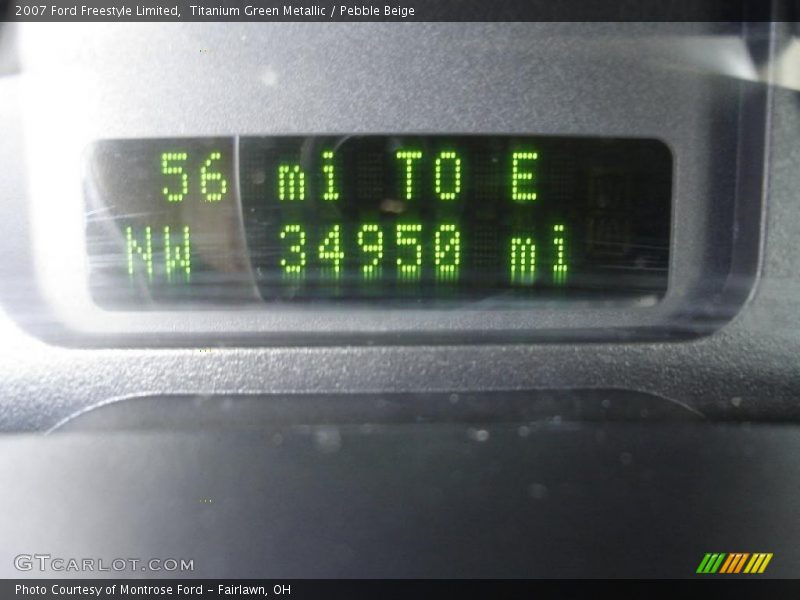 2007 Ford Freestyle Limited,  Titanium Green Metallic / Pebble Beige
56 mi TO E
NW 34950 mi
GTCARLOT.COM
Photo Courtesy of Montrose Ford - Fairlawn, OH